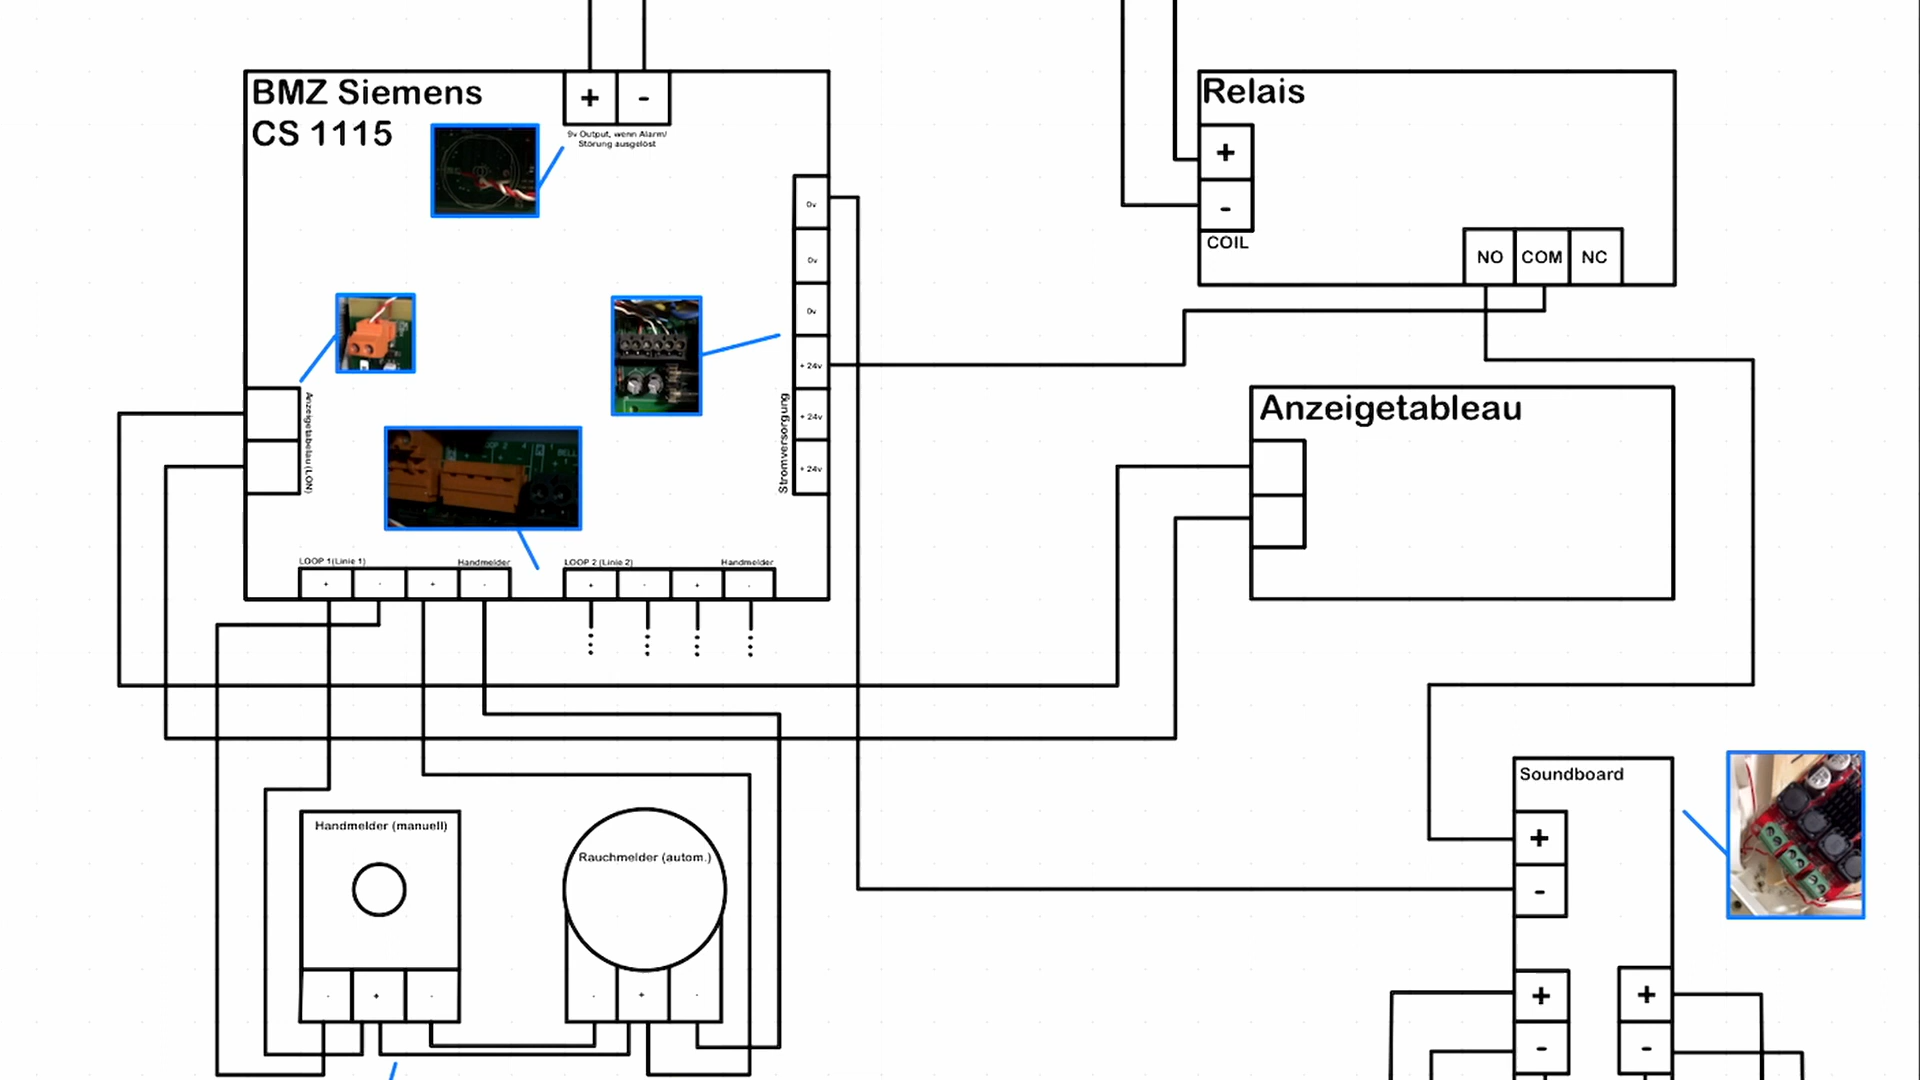 BMZ Siemens
CS 1115
+ -
9v Output, wenn Alarm/
Störung ausgelöst
0v
0v
0v
+ 24v
+ 24v
+ 24v
Stromversorgung
Anzeigetabelau (LON)
LOOP 1(Linie 1) Handmelder
+ - + -
LOOP 2 (Linie 2) Handmelder
+ - + -
Relais
+
-
COIL
NO COM NC
Anzeigetableau
Handmelder (manuell)
- + -
Rauchmelder (autom.)
- + -
Soundboard
+
-
+ +
- -